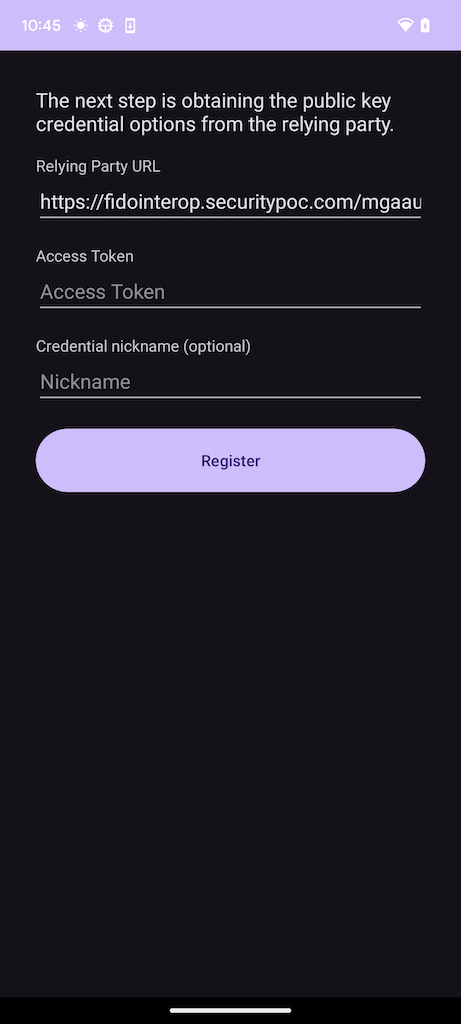 10:45
The next step is obtaining the public key
credential options from the relying party.
Relying Party URL
https://fidointerop.securitypoc.com/mgaau
Access Token
Access Token
Credential nickname (optional)
Nickname
Register